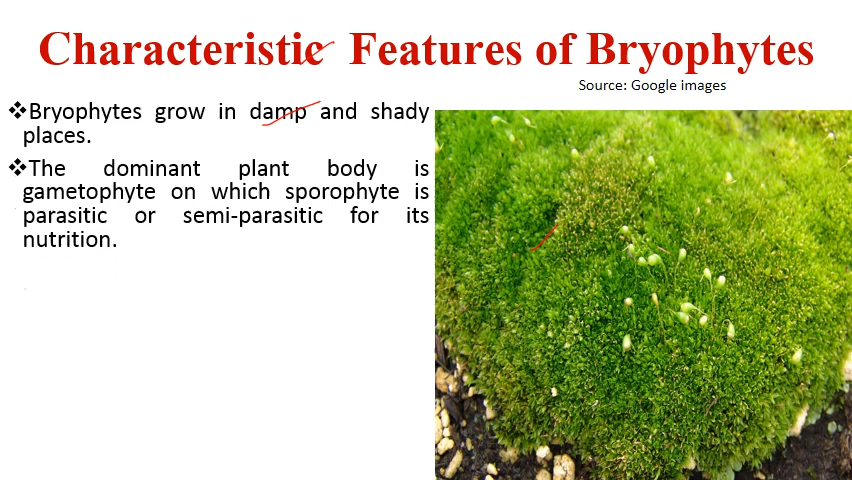 Characteristic Features of Bryophytes
Source: Google images
❖Bryophytes grow in damp and shady
places.
❖The dominant plant body is
gametophyte on which sporophyte is
parasitic or semi-parasitic for its
nutrition.